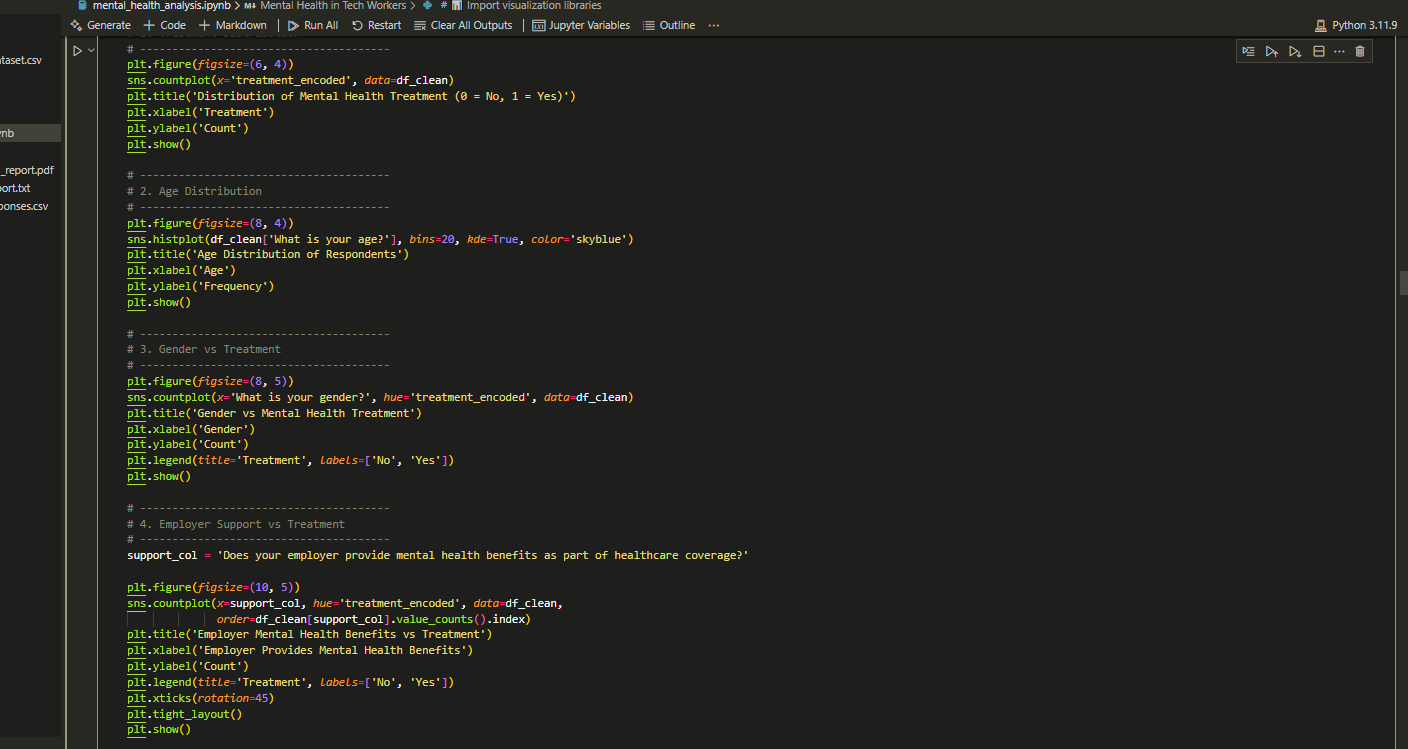 mental_health_analysis.ipynb > M↓ Mental Health in Tech Workers > # 📊 Import visualization libraries
Generate + Code + Markdown | Run All Restart Clear All Outputs | Jupyter Variables Outline ...
Python 3.11.9
taset.csv
ynb
_report.pdf
port.txt
ponses.csv
# ---------------------------------------
plt.figure(figsize=(6, 4))
sns.countplot(x='treatment_encoded', data=df_clean)
plt.title('Distribution of Mental Health Treatment (0 = No, 1 = Yes)')
plt.xlabel('Treatment')
plt.ylabel('Count')
plt.show()
# ---------------------------------------
# 2. Age Distribution
# ---------------------------------------
plt.figure(figsize=(8, 4))
sns.histplot(df_clean['What is your age?'], bins=20, kde=True, color='skyblue')
plt.title('Age Distribution of Respondents')
plt.xlabel('Age')
plt.ylabel('Frequency')
plt.show()
# ---------------------------------------
# 3. Gender vs Treatment
# ---------------------------------------
plt.figure(figsize=(8, 5))
sns.countplot(x='What is your gender?', hue='treatment_encoded', data=df_clean)
plt.title('Gender vs Mental Health Treatment')
plt.xlabel('Gender')
plt.ylabel('Count')
plt.legend(title='Treatment', labels=['No', 'Yes'])
plt.show()
# ---------------------------------------
# 4. Employer Support vs Treatment
# ---------------------------------------
support_col = 'Does your employer provide mental health benefits as part of healthcare coverage?'
plt.figure(figsize=(10, 5))
sns.countplot(x=support_col, hue='treatment_encoded', data=df_clean,
order=df_clean[support_col].value_counts().index)
plt.title('Employer Mental Health Benefits vs Treatment')
plt.xlabel('Employer Provides Mental Health Benefits')
plt.ylabel('Count')
plt.legend(title='Treatment', labels=['No', 'Yes'])
plt.xticks(rotation=45)
plt.tight_layout()
plt.show()